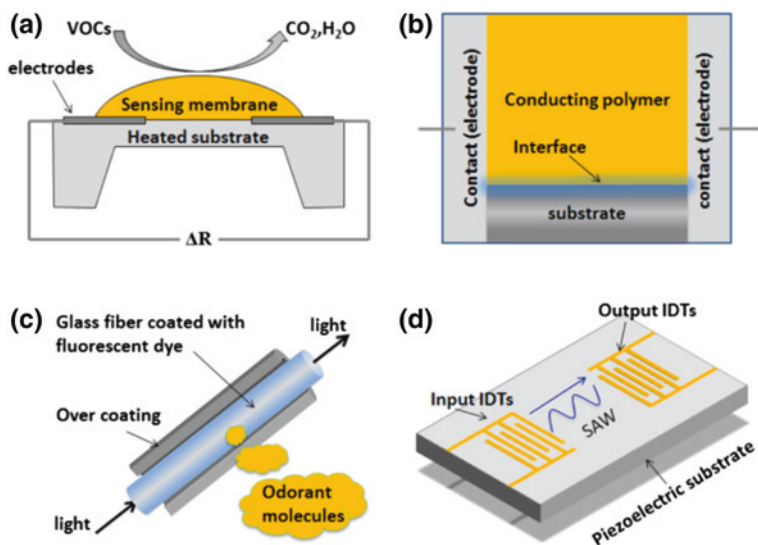 (a)
VOCs
CO2,H2O
electrodes
Sensing membrane
Heated substrate
ΔR
(b)
Contact (electrode)
Conducting polymer
Interface
substrate
contact (electrode)
(c)
Glass fiber coated with
fluorescent dye
light
Over coating
light
Odorant
molecules
(d)
Output IDTs
Input IDTs
SAW
Piezoelectric substrate